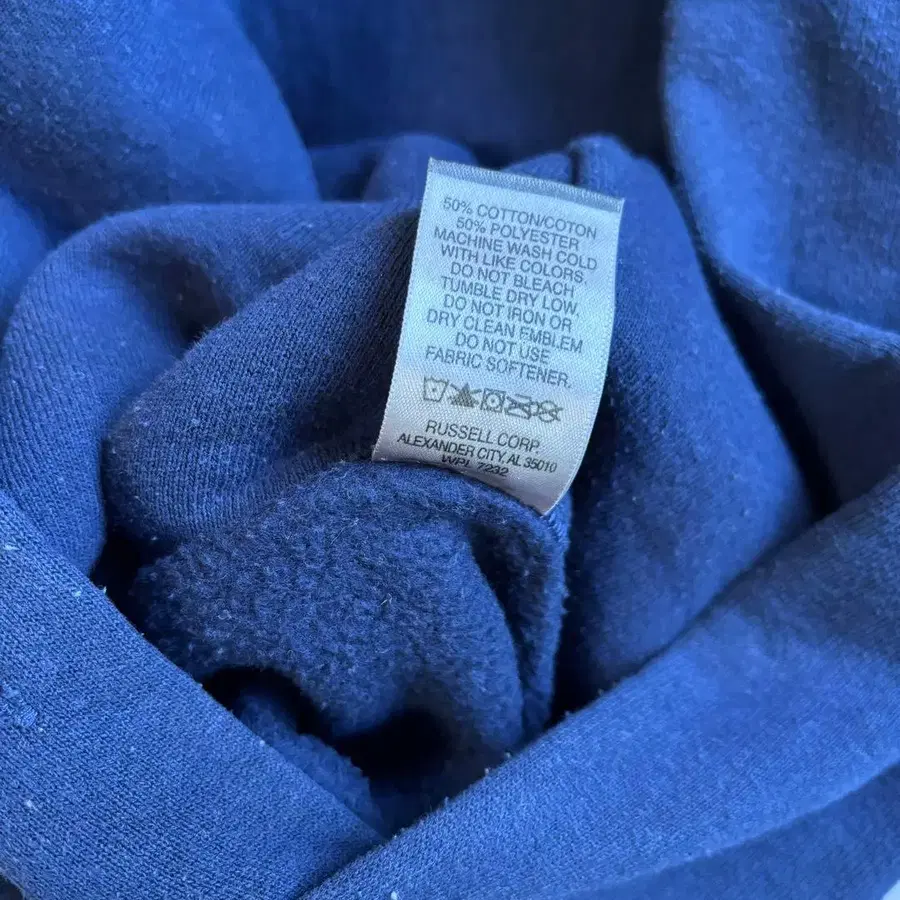 50% COTTON/COTON
50% POLYESTER
MACHINE WASH COLD
WITH LIKE COLORS,
DO NOT BLEACH,
TUMBLE DRY LOW,
DO NOT IRON OR
DRY CLEAN EMBLEM
DO NOT USE
FABRIC SOFTENER.
RUSSELL CORP.
ALEXANDER CITY, AL 35010
WPL 7232